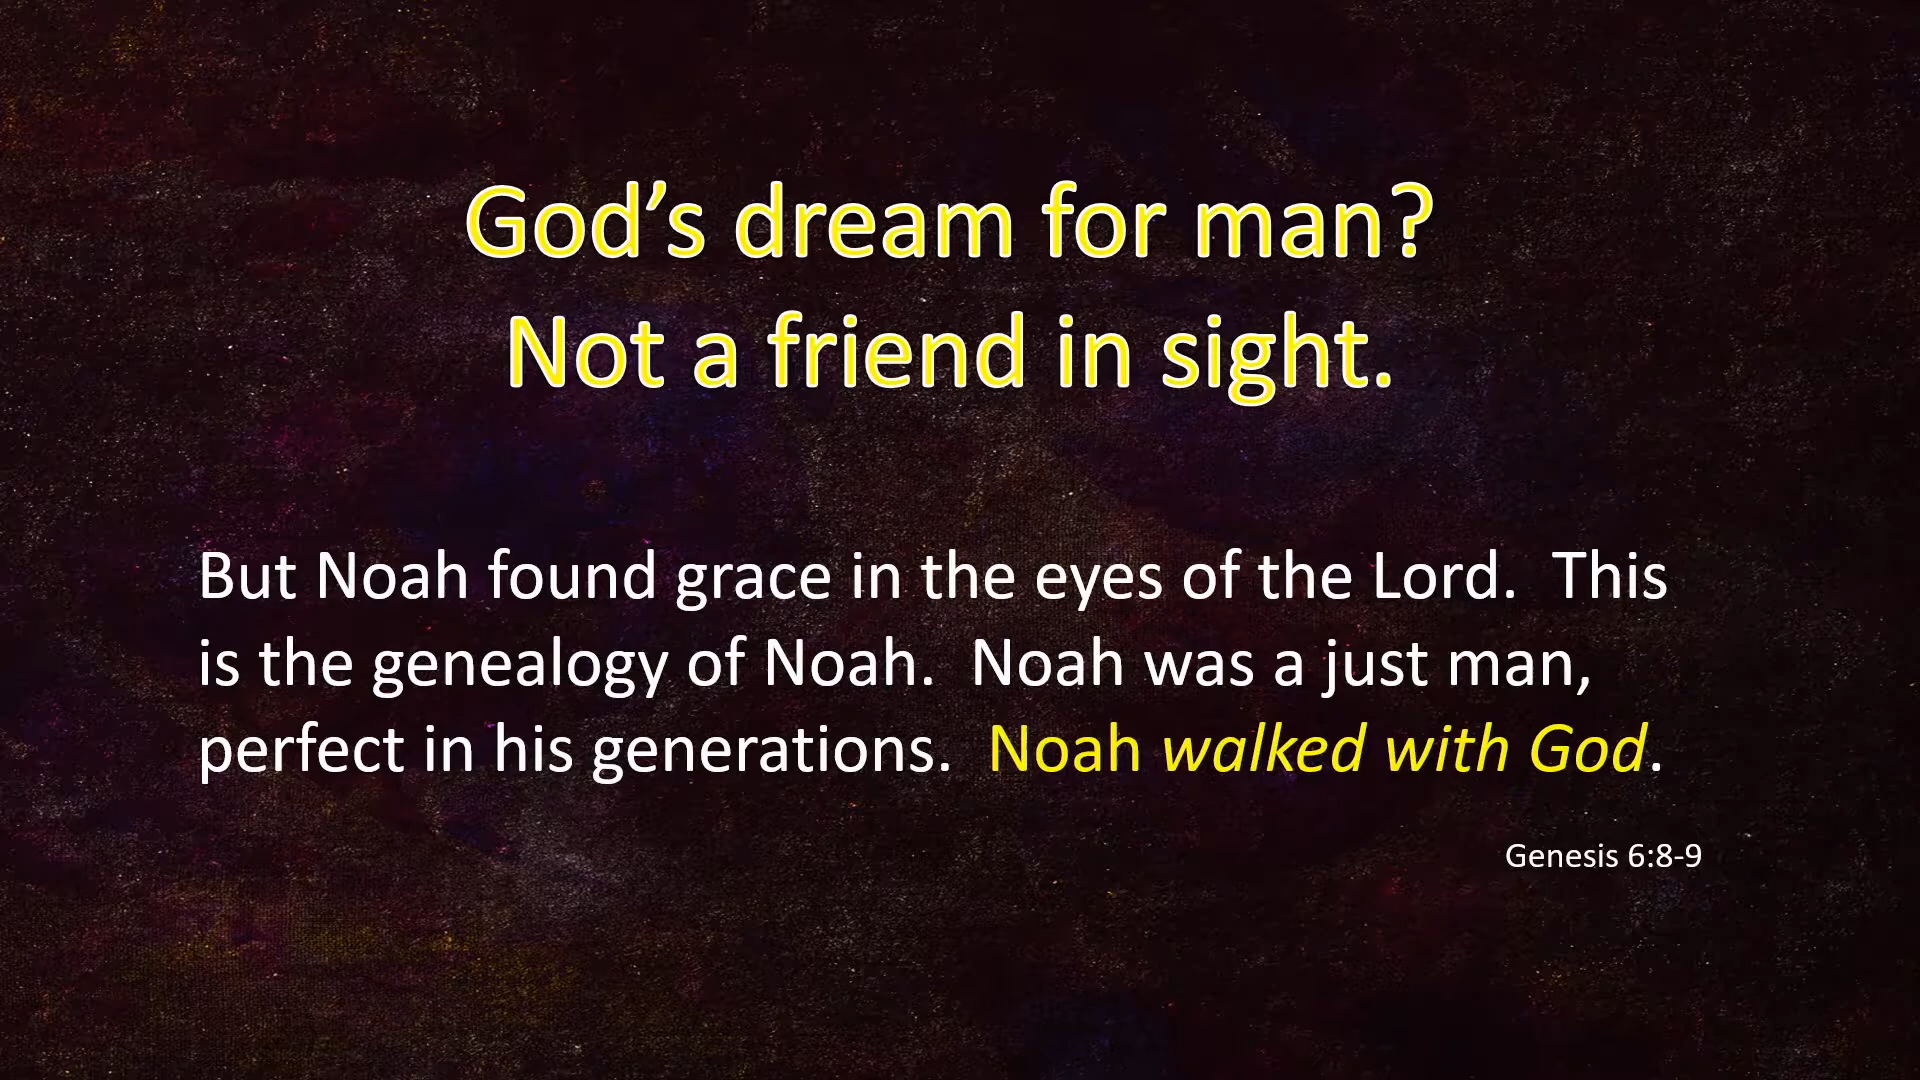 God’s dream for man?
Not a friend in sight.
But Noah found grace in the eyes of the Lord.  This
is the genealogy of Noah.  Noah was a just man,
perfect in his generations.  Noah walked with God.
Genesis 6:8-9